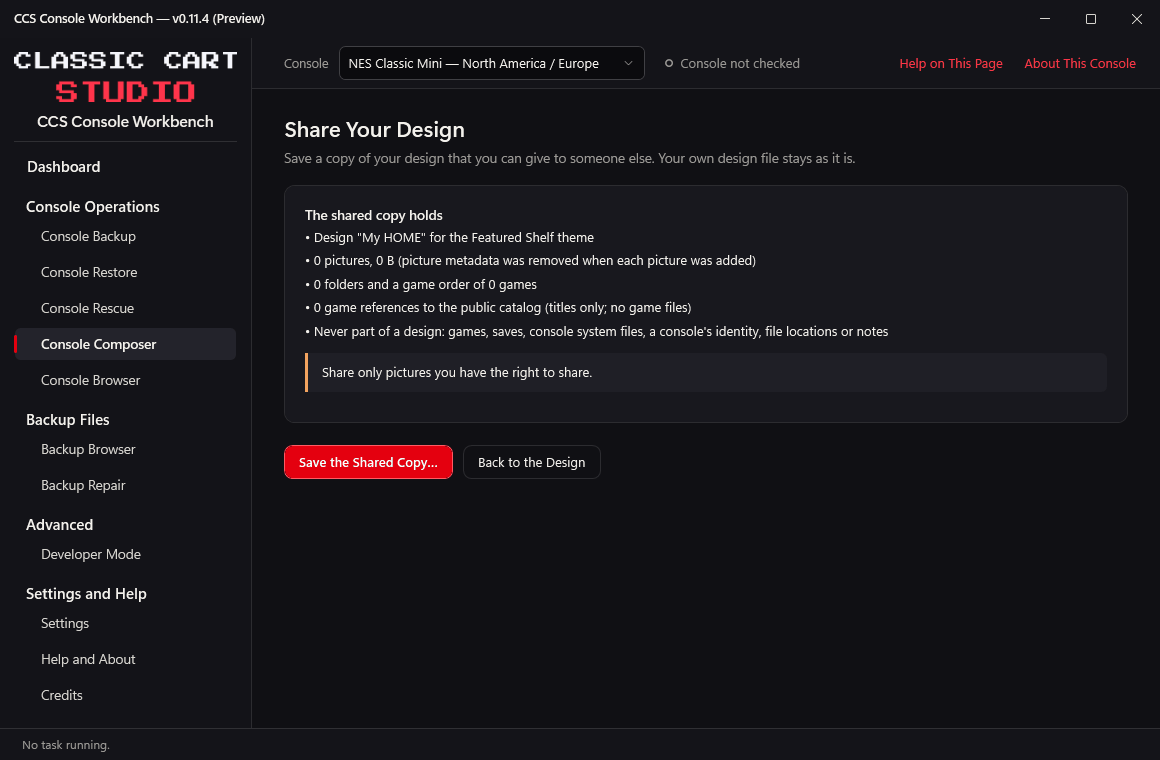 CCS Console Workbench — v0.11.4 (Preview)
CLASSIC CART
STUDIO
CCS Console Workbench
Dashboard
Console Operations
Console Backup
Console Restore
Console Rescue
Console Composer
Console Browser
Backup Files
Backup Browser
Backup Repair
Advanced
Developer Mode
Settings and Help
Settings
Help and About
Credits
Console
NES Classic Mini — North America / Europe
Console not checked
Help on This Page
About This Console
Share Your Design
Save a copy of your design that you can give to someone else. Your own design file stays as it is.
The shared copy holds
• Design "My HOME" for the Featured Shelf theme
• 0 pictures, 0 B (picture metadata was removed when each picture was added)
• 0 folders and a game order of 0 games
• 0 game references to the public catalog (titles only; no game files)
• Never part of a design: games, saves, console system files, a console's identity, file locations or notes
Share only pictures you have the right to share.
Save the Shared Copy...
Back to the Design
No task running.